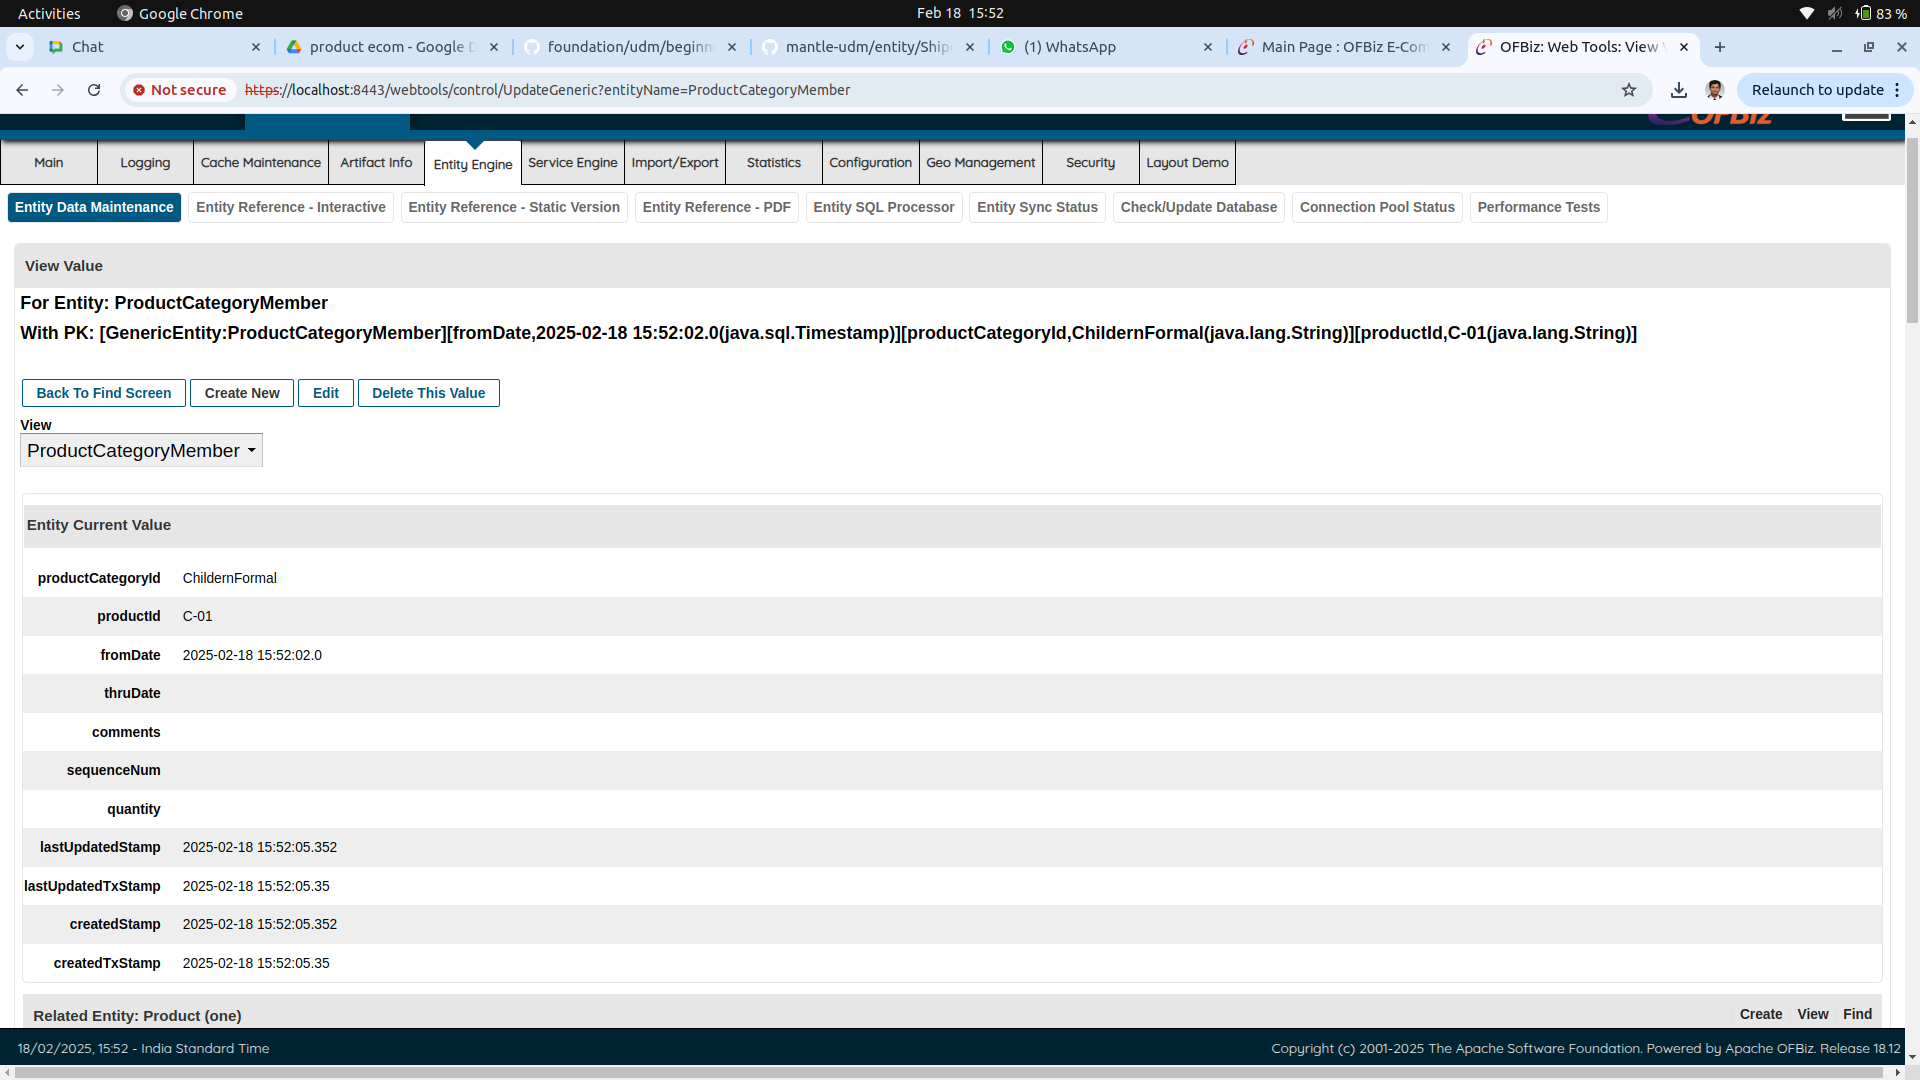 Activities Google Chrome Feb 18 15:52 83 %
Chat product ecom - Google D foundation/udm/beginn mantle-udm/entity/Ship (1) WhatsApp Main Page : OFBiz E-Com OFBiz: Web Tools: View V
Not secure https://localhost:8443/webtools/control/UpdateGeneric?entityName=ProductCategoryMember Relaunch to update
OFBiz
Main Logging Cache Maintenance Artifact Info Entity Engine Service Engine Import/Export Statistics Configuration Geo Management Security Layout Demo
Entity Data Maintenance Entity Reference - Interactive Entity Reference - Static Version Entity Reference - PDF Entity SQL Processor Entity Sync Status Check/Update Database Connection Pool Status Performance Tests
View Value
For Entity: ProductCategoryMember
With PK: [GenericEntity:ProductCategoryMember][fromDate,2025-02-18 15:52:02.0(java.sql.Timestamp)][productCategoryId,ChildernFormal(java.lang.String)][productId,C-01(java.lang.String)]
Back To Find Screen Create New Edit Delete This Value
View
ProductCategoryMember
Entity Current Value
productCategoryId ChildernFormal
productId C-01
fromDate 2025-02-18 15:52:02.0
thruDate
comments
sequenceNum
quantity
lastUpdatedStamp 2025-02-18 15:52:05.352
lastUpdatedTxStamp 2025-02-18 15:52:05.35
createdStamp 2025-02-18 15:52:05.352
createdTxStamp 2025-02-18 15:52:05.35
Related Entity: Product (one) Create View Find
18/02/2025, 15:52 - India Standard Time Copyright (c) 2001-2025 The Apache Software Foundation. Powered by Apache OFBiz. Release 18.12